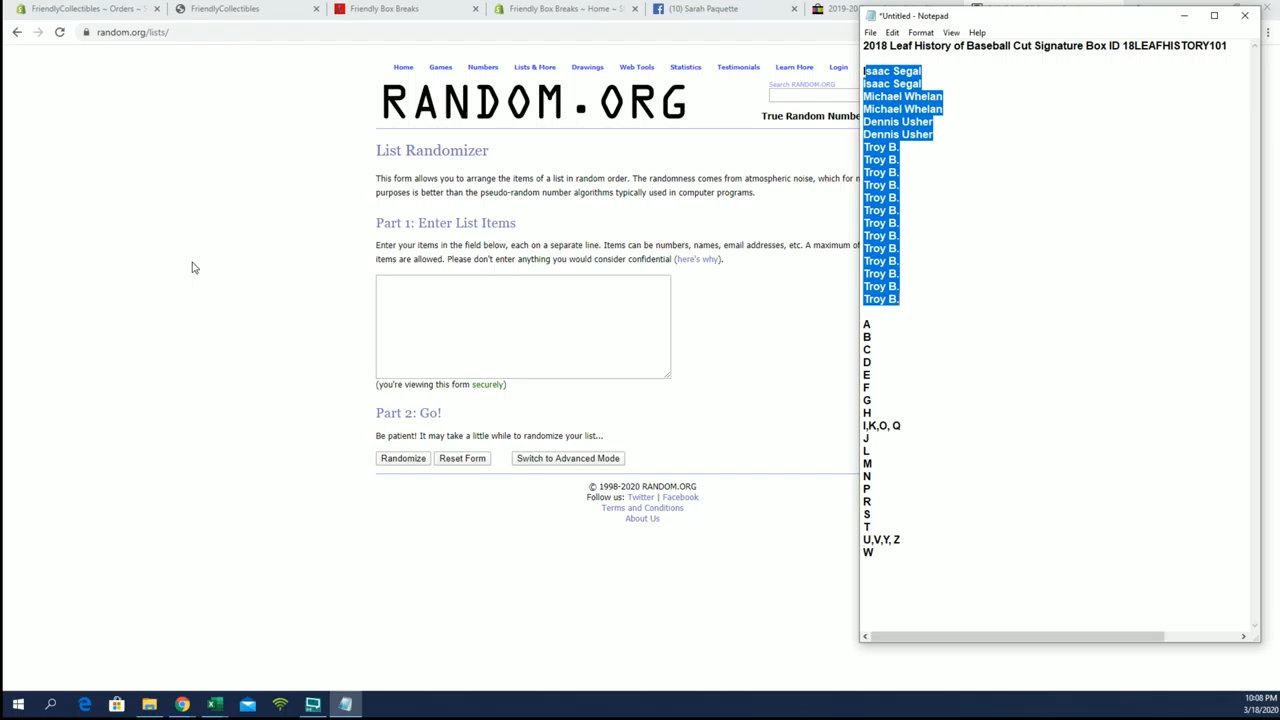 FriendlyCollectibles ~ Orders ~ S
FriendlyCollectibles
Friendly Box Breaks
Friendly Box Breaks ~ Home ~ St
(10) Sarah Paquette
2019-20
random.org/lists/
Home
Games
Numbers
Lists & More
Drawings
Web Tools
Statistics
Testimonials
Learn More
Login
RANDOM.ORG
Search RANDOM.ORG
True Random Numbe
List Randomizer
This form allows you to arrange the items of a list in random order. The randomness comes from atmospheric noise, which for m
purposes is better than the pseudo-random number algorithms typically used in computer programs.
Part 1: Enter List Items
Enter your items in the field below, each on a separate line. Items can be numbers, names, email addresses, etc. A maximum of
items are allowed. Please don't enter anything you would consider confidential (here's why).
(you're viewing this form securely)
Part 2: Go!
Be patient! It may take a little while to randomize your list...
Randomize
Reset Form
Switch to Advanced Mode
© 1998-2020 RANDOM.ORG
Follow us: Twitter | Facebook
Terms and Conditions
About Us
*Untitled - Notepad
File
Edit
Format
View
Help
2018 Leaf History of Baseball Cut Signature Box ID 18LEAFHISTORY101
Isaac Segal
Isaac Segal
Michael Whelan
Michael Whelan
Dennis Usher
Dennis Usher
Troy B.
Troy B.
Troy B.
Troy B.
Troy B.
Troy B.
Troy B.
Troy B.
Troy B.
Troy B.
Troy B.
Troy B.
Troy B.
A
B
C
D
E
F
G
H
I,K,O, Q
J
L
M
N
P
R
S
T
U,V,Y, Z
W
10:08 PM
3/18/2020